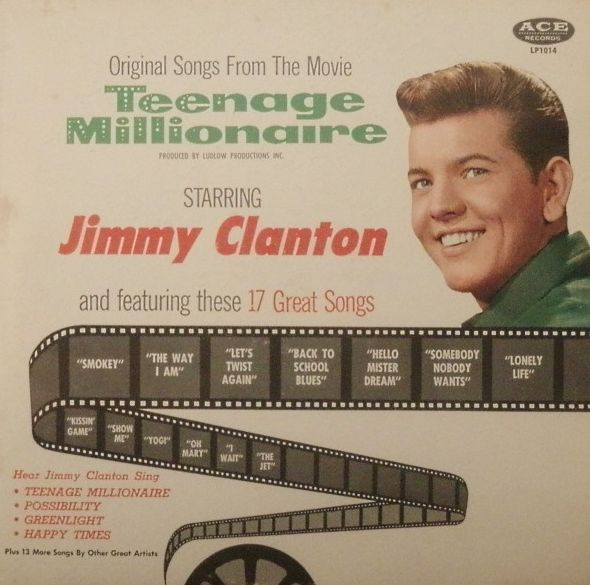 ACE
RECORDS
LP1014
Original Songs From The Movie
Teenage
Millionaire
PRODUCED BY LUDLOW PRODUCTIONS INC.
STARRING
Jimmy Clanton
and featuring these 17 Great Songs
"SMOKEY"
"THE WAY
I AM"
"LET'S
TWIST
AGAIN"
"BACK TO
SCHOOL
BLUES"
"HELLO
MISTER
DREAM"
"SOMEBODY
NOBODY
WANTS"
"LONELY
LIFE"
"KISSIN'
GAME"
"SHOW
ME"
"YOGI"
"OH
MARY"
"I
WAIT"
"THE
JET"
Hear Jimmy Clanton Sing
• TEENAGE MILLIONAIRE
• POSSIBILITY
• GREENLIGHT
• HAPPY TIMES
Plus 13 More Songs By Other Great Artists